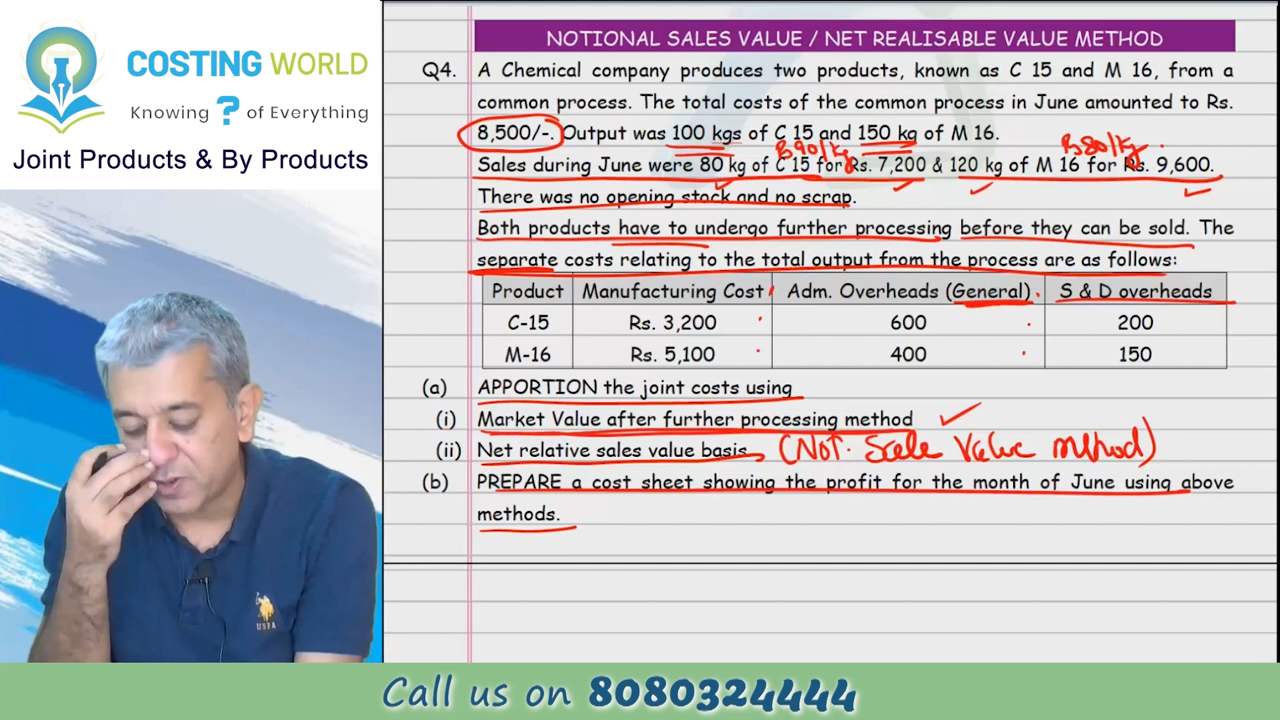 COSTING WORLD
Knowing ? of Everything
Joint Products & By Products
NOTIONAL SALES VALUE / NET REALISABLE VALUE METHOD
Q4. A Chemical company produces two products, known as C 15 and M 16, from a
common process. The total costs of the common process in June amounted to Rs.
8,500/-. Output was 100 kgs of C 15 and 150 kg of M 16.
₨90/kg ₨80/kg
Sales during June were 80 kg of C 15 for Rs. 7,200 & 120 kg of M 16 for Rs. 9,600.
There was no opening stock and no scrap.
Both products have to undergo further processing before they can be sold. The
separate costs relating to the total output from the process are as follows:
Product Manufacturing Cost Adm. Overheads (General) S & D overheads
C-15 Rs. 3,200 600 200
M-16 Rs. 5,100 400 150
(a) APPORTION the joint costs using
(i) Market Value after further processing method
(ii) Net relative sales value basis (Not. Sale Value method)
(b) PREPARE a cost sheet showing the profit for the month of June using above
methods.
USPA
Call us on 8080324444